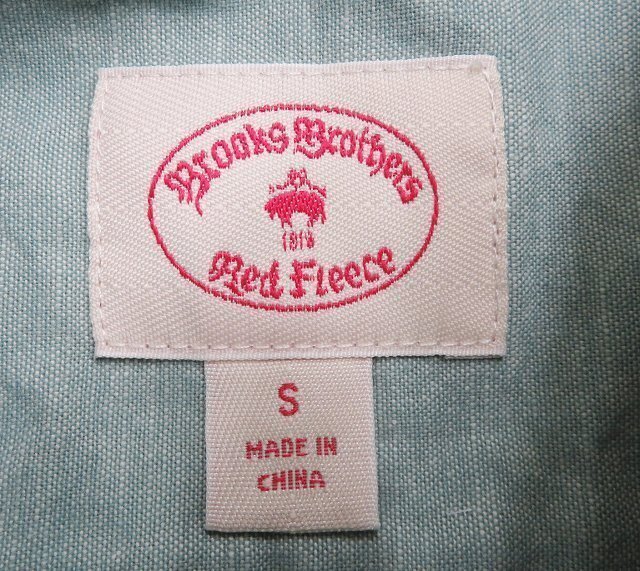 Brooks Brothers
1818
Red Fleece
S
MADE IN
CHINA